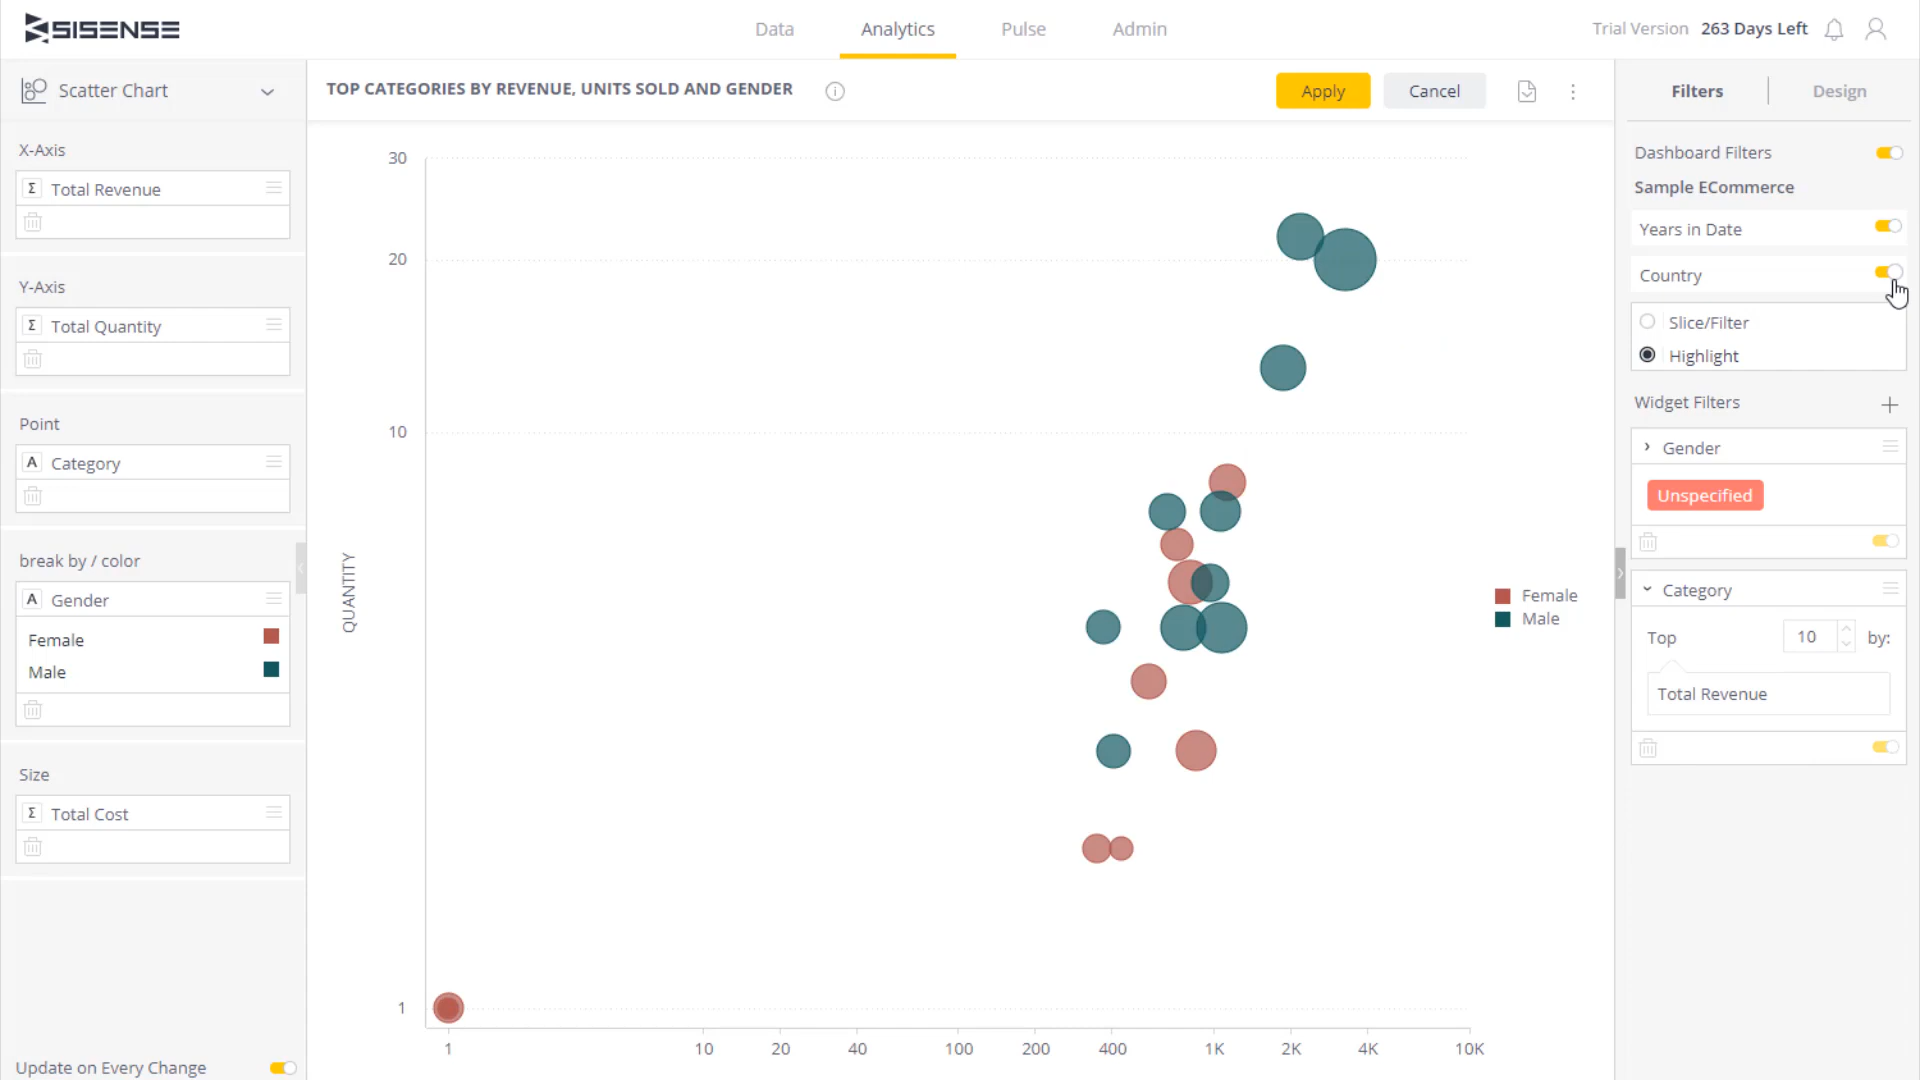 SISENSE
Data
Analytics
Pulse
Admin
Trial Version 263 Days Left
Scatter Chart
TOP CATEGORIES BY REVENUE, UNITS SOLD AND GENDER
Apply
Cancel
Filters
Design
X-Axis
Σ Total Revenue
Y-Axis
Σ Total Quantity
Point
A Category
break by / color
A Gender
Female
Male
Size
Σ Total Cost
Update on Every Change
30
20
10
1
QUANTITY
1
10
20
40
100
200
400
1K
2K
4K
10K
Female
Male
Dashboard Filters
Sample ECommerce
Years in Date
Country
Slice/Filter
Highlight
Widget Filters
Gender
Unspecified
Category
Top 10 by:
Total Revenue